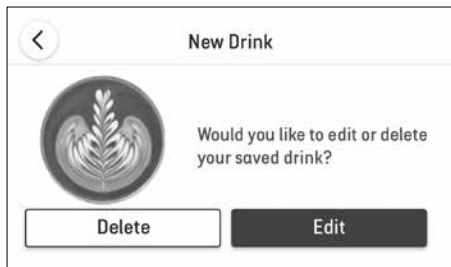 New Drink
Would you like to edit or delete
your saved drink?
Delete
Edit